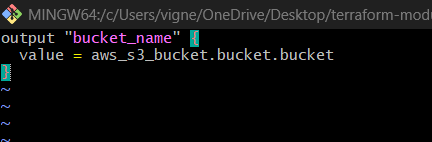 MINGW64:/c/Users/vigne/OneDrive/Desktop/terraform-mod
output "bucket_name" {
  value = aws_s3_bucket.bucket.bucket
}
~
~
~
~